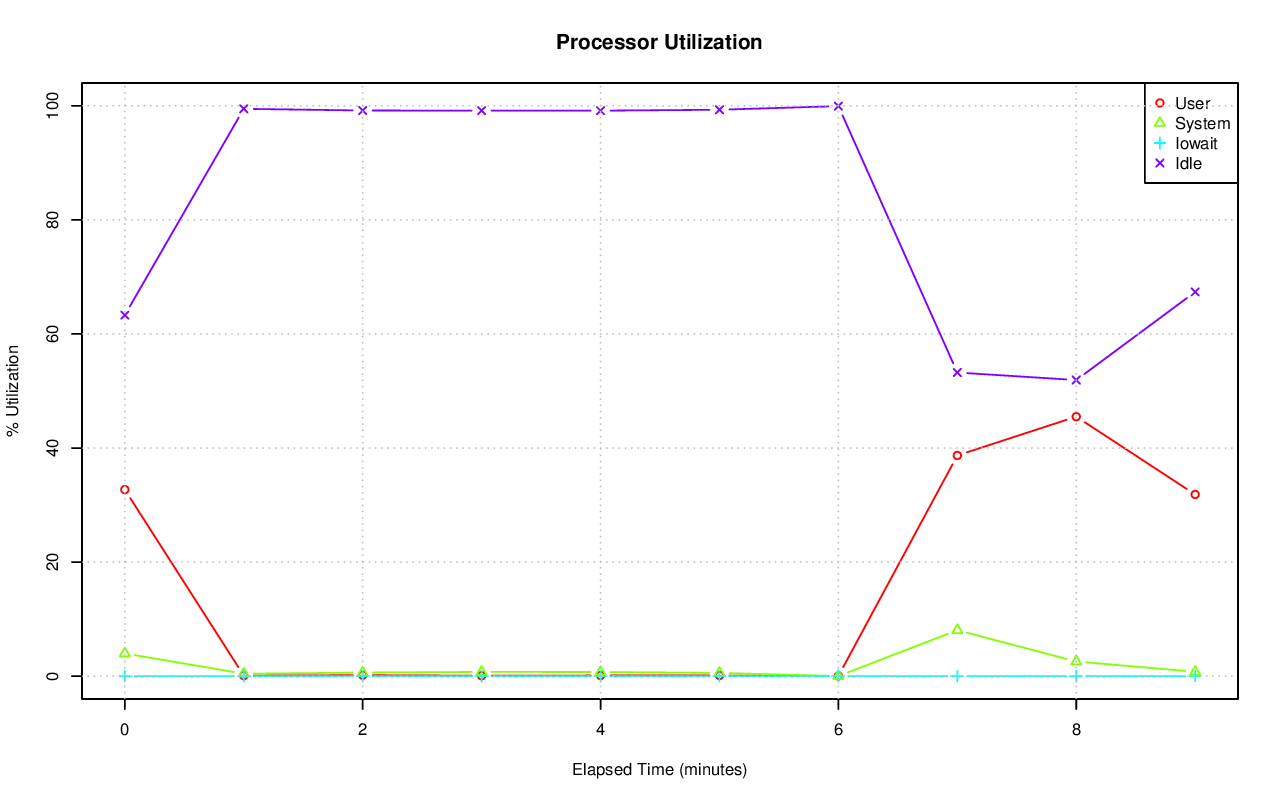 Processor Utilization
100
80
60
40
20
0
% Utilization
User
System
Iowait
Idle
0 2 4 6 8
Elapsed Time (minutes)